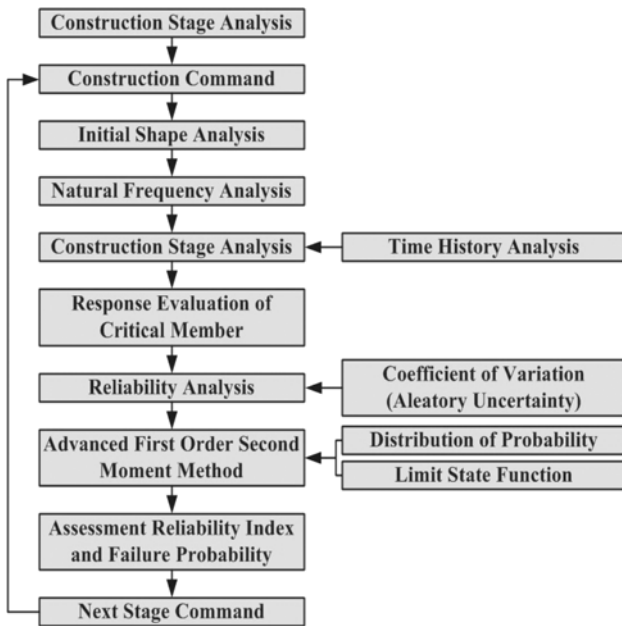 Construction Stage Analysis
Construction Command
Initial Shape Analysis
Natural Frequency Analysis
Construction Stage Analysis
Time History Analysis
Response Evaluation of
Critical Member
Reliability Analysis
Coefficient of Variation
(Aleatory Uncertainty)
Advanced First Order Second
Moment Method
Distribution of Probability
Limit State Function
Assessment Reliability Index
and Failure Probability
Next Stage Command